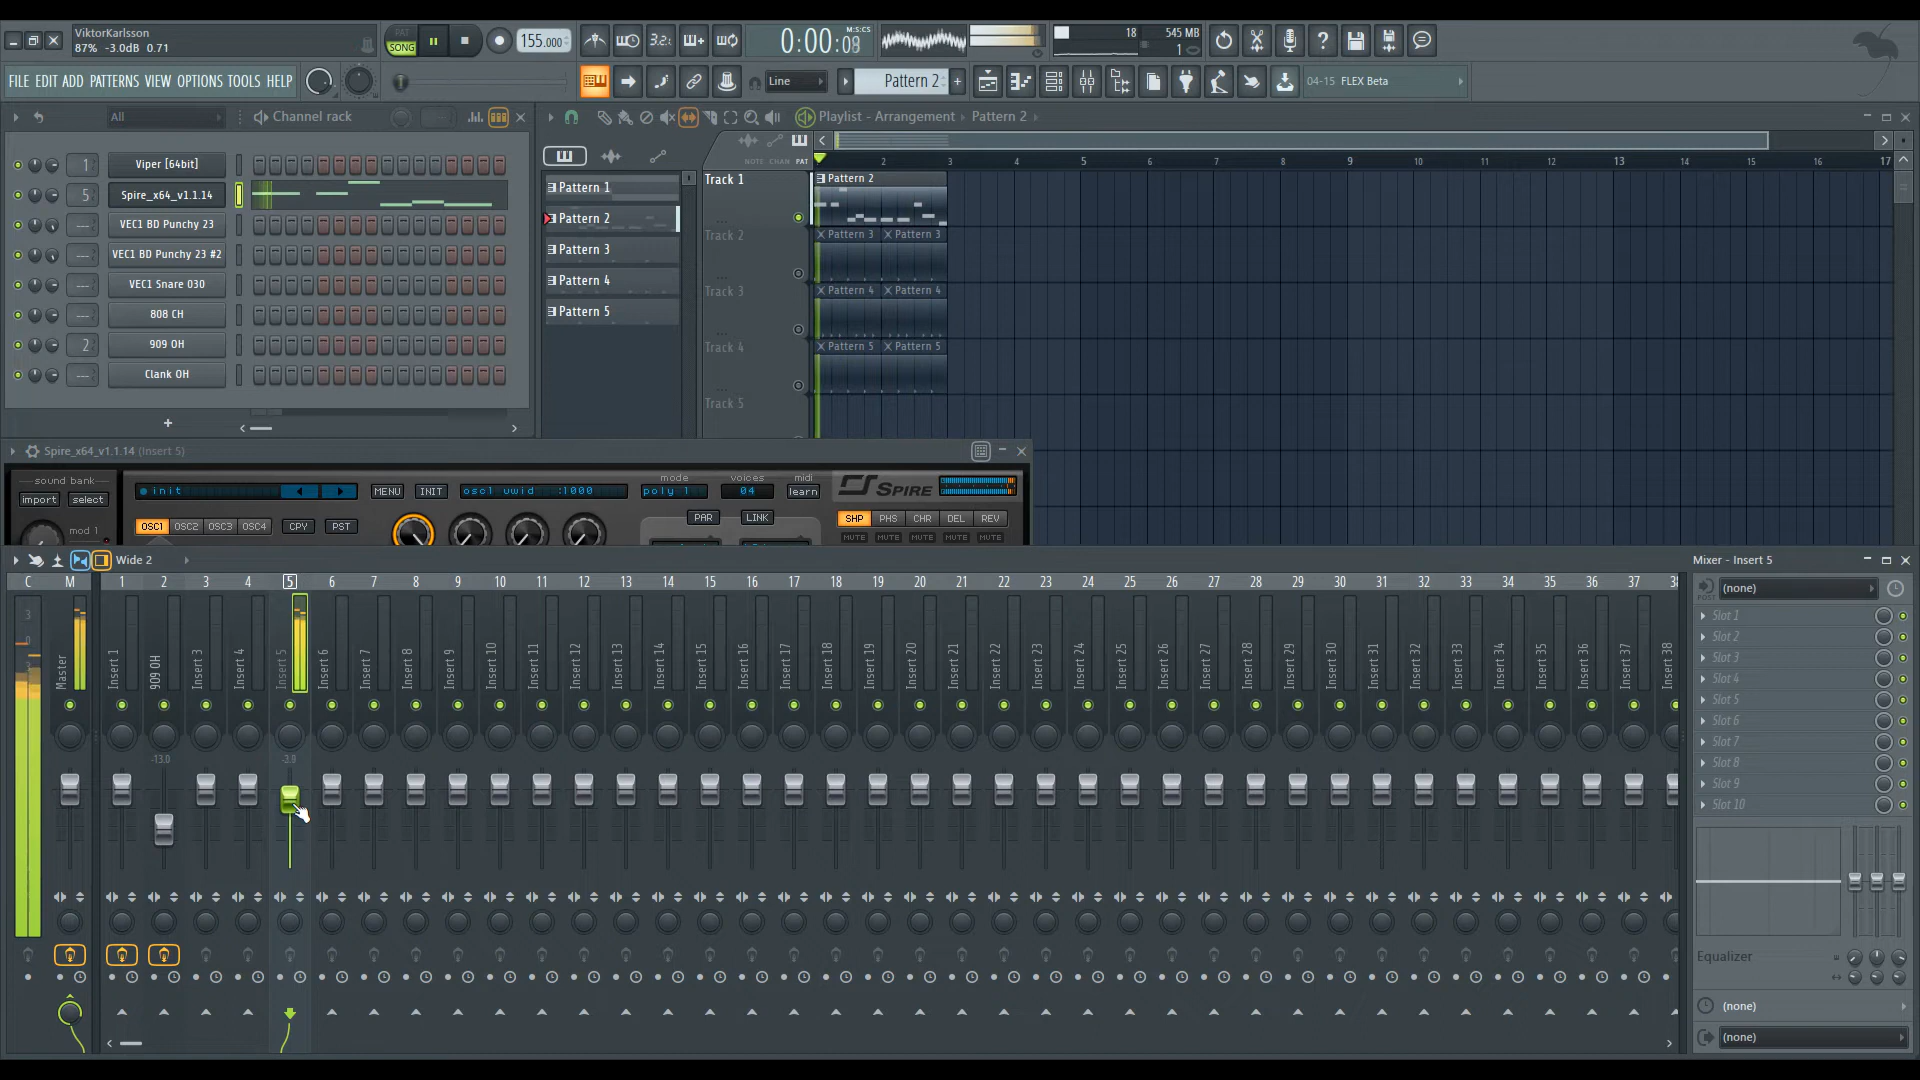 ViktorKarlsson
87% -3.0dB 0.71
PAT
SONG
155.000
3.2:
0:00:08
M:S:CS
18
545 MB
1
FILE EDIT ADD PATTERNS VIEW OPTIONS TOOLS HELP
Line
Pattern 2
04-15 FLEX Beta
All
Channel rack
Playlist - Arrangement
Pattern 2
NOTE CHAN PAT
2 3 4 5 6 7 8 9 10 11 12 13 14 15 16 17
1 Viper [64bit]
5 Spire_x64_v1.1.14
--- VEC1 BD Punchy 23
--- VEC1 BD Punchy 23 #2
--- VEC1 Snare 030
--- 808 CH
2 909 OH
--- Clank OH
Pattern 1
Pattern 2
Pattern 3
Pattern 4
Pattern 5
Track 1
Pattern 2
Track 2
Pattern 3 Pattern 3
Track 3
Pattern 4 Pattern 4
Track 4
Pattern 5 Pattern 5
Track 5
Spire_x64_v1.1.14 (Insert 5)
sound bank
import select
mod 1
init
MENU INIT
osc1 uwid :1000
mode
poly 1
voices
04
midi
learn
SPIRE
OSC1 OSC2 OSC3 OSC4 CPY PST
PAR LINK
SHP PHS CHR DEL REV
MUTE MUTE MUTE MUTE MUTE
Wide 2
C M 1 2 3 4 5 6 7 8 9 10 11 12 13 14 15 16 17 18 19 20 21 22 23 24 25 26 27 28 29 30 31 32 33 34 35 36 37 38
3
0
3
Master
Insert 1
909 OH
Insert 3
Insert 4
Insert 5
Insert 6
Insert 7
Insert 8
Insert 9
Insert 10
Insert 11
Insert 12
Insert 13
Insert 14
Insert 15
Insert 16
Insert 17
Insert 18
Insert 19
Insert 20
Insert 21
Insert 22
Insert 23
Insert 24
Insert 25
Insert 26
Insert 27
Insert 28
Insert 29
Insert 30
Insert 31
Insert 32
Insert 33
Insert 34
Insert 35
Insert 36
Insert 37
Insert 38
-13.0
-3.0
Mixer - Insert 5
POST
(none)
Slot 1
Slot 2
Slot 3
Slot 4
Slot 5
Slot 6
Slot 7
Slot 8
Slot 9
Slot 10
Equalizer
(none)
(none)